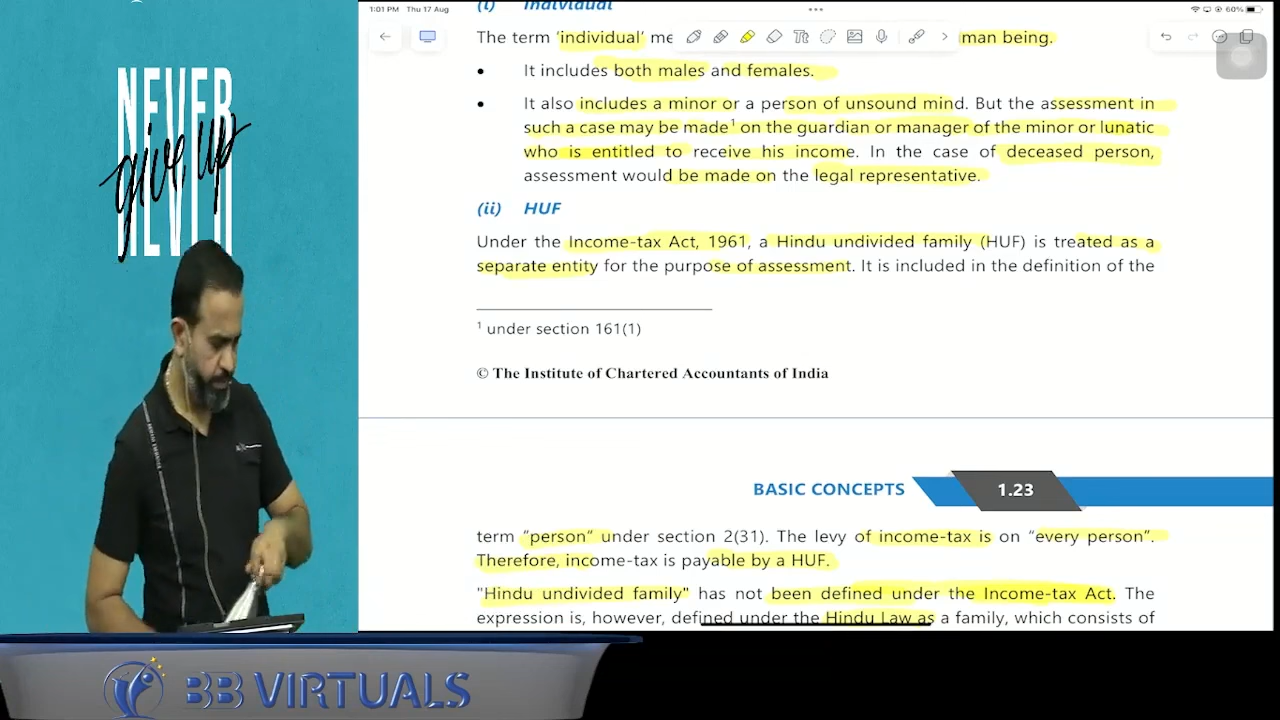 1:01 PM Thu 17 Aug
60%
(i) Individual
The term 'individual' me man being.
• It includes both males and females.
• It also includes a minor or a person of unsound mind. But the assessment in
such a case may be made¹ on the guardian or manager of the minor or lunatic
who is entitled to receive his income. In the case of deceased person,
assessment would be made on the legal representative.
(ii) HUF
Under the Income-tax Act, 1961, a Hindu undivided family (HUF) is treated as a
separate entity for the purpose of assessment. It is included in the definition of the
¹ under section 161(1)
© The Institute of Chartered Accountants of India
BASIC CONCEPTS 1.23
term "person" under section 2(31). The levy of income-tax is on "every person".
Therefore, income-tax is payable by a HUF.
"Hindu undivided family" has not been defined under the Income-tax Act. The
expression is, however, defined under the Hindu Law as a family, which consists of
NEVER
give up
NEVER
BB VIRTUALS